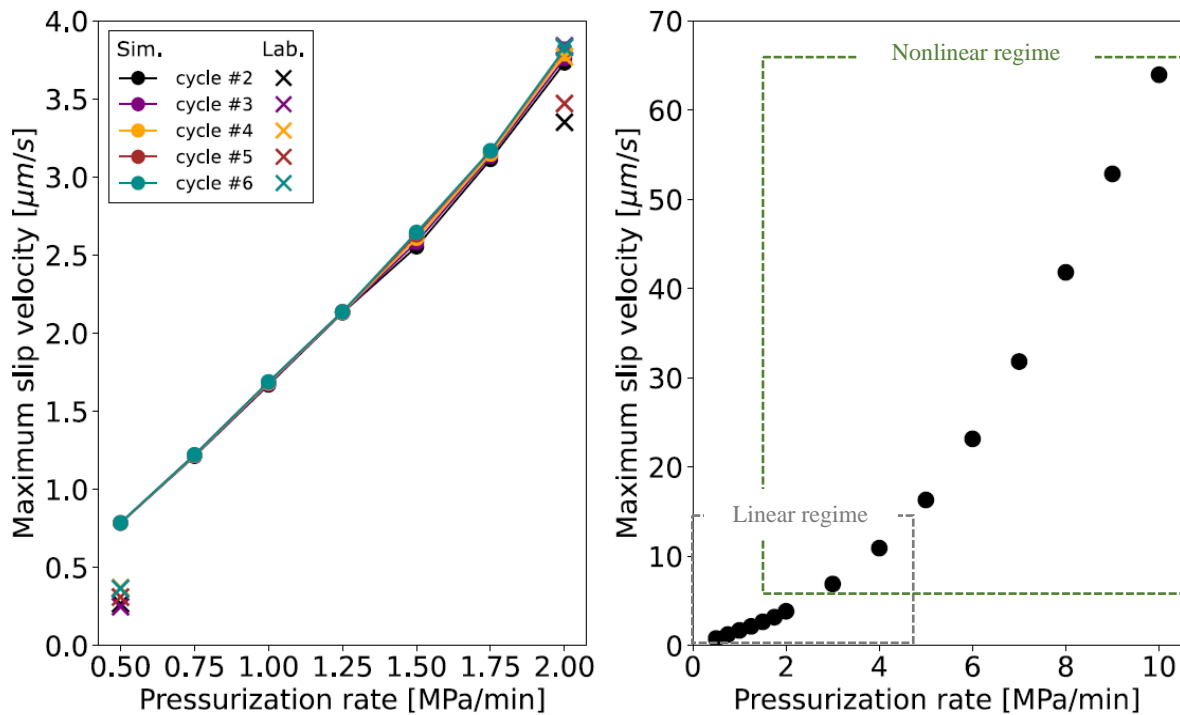 Sim. Lab.
cycle #2
cycle #3
cycle #4
cycle #5
cycle #6
Maximum slip velocity [μm/s]
4.0
3.5
3.0
2.5
2.0
1.5
1.0
0.5
0.0
0.50 0.75 1.00 1.25 1.50 1.75 2.00
Pressurization rate [MPa/min]
Nonlinear regime
Linear regime
Maximum slip velocity [μm/s]
70
60
50
40
30
20
10
0
0 2 4 6 8 10
Pressurization rate [MPa/min]